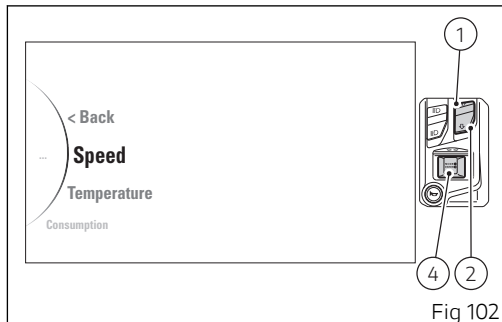 1
< Back
...
Speed
Temperature
Consumption
4
2
Fig 102